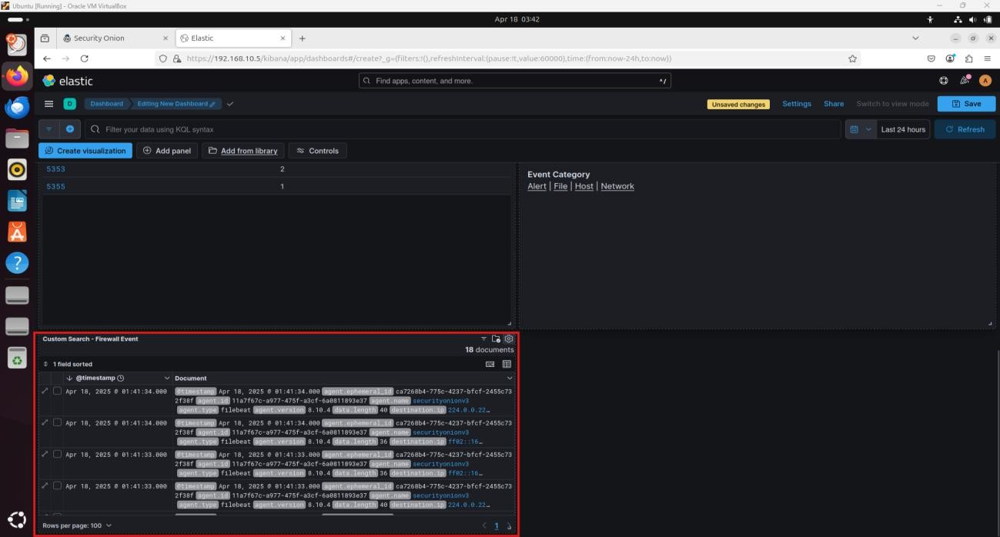 Ubuntu [Running] - Oracle VM VirtualBox
Apr 18 03:42
Security Onion
Elastic
https://192.168.10.5/kibana/app/dashboards#/create?_g=(filters:!(),refreshInterval:(pause:!t,value:60000),time:(from:now-24h,to:now))
elastic
Find apps, content, and more.
^/
A
D
Dashboard
Editing New Dashboard
Unsaved changes
Settings
Share
Switch to view mode
Save
Filter your data using KQL syntax
Last 24 hours
Refresh
Create visualization
Add panel
Add from library
Controls
5353 2
5355 1
Event Category
Alert | File | Host | Network
Custom Search - Firewall Event
18 documents
1 field sorted
@timestamp Document
Apr 18, 2025 @ 01:41:34.000 @timestamp Apr 18, 2025 @ 01:41:34.000 agent.ephemeral_id ca7268b4-775c-4237-bfcf-2455c73
2f38f agent.id 11a7f67c-a977-475f-a3cf-6a0811893e37 agent.name securityonionv3
agent.type filebeat agent.version 8.10.4 data.length 40 destination.ip 224.0.0.22…
Apr 18, 2025 @ 01:41:34.000 @timestamp Apr 18, 2025 @ 01:41:34.000 agent.ephemeral_id ca7268b4-775c-4237-bfcf-2455c73
2f38f agent.id 11a7f67c-a977-475f-a3cf-6a0811893e37 agent.name securityonionv3
agent.type filebeat agent.version 8.10.4 data.length 36 destination.ip ff02::16…
Apr 18, 2025 @ 01:41:33.000 @timestamp Apr 18, 2025 @ 01:41:33.000 agent.ephemeral_id ca7268b4-775c-4237-bfcf-2455c73
2f38f agent.id 11a7f67c-a977-475f-a3cf-6a0811893e37 agent.name securityonionv3
agent.type filebeat agent.version 8.10.4 data.length 36 destination.ip ff02::16…
Apr 18, 2025 @ 01:41:33.000 @timestamp Apr 18, 2025 @ 01:41:33.000 agent.ephemeral_id ca7268b4-775c-4237-bfcf-2455c73
2f38f agent.id 11a7f67c-a977-475f-a3cf-6a0811893e37 agent.name securityonionv3
agent.type filebeat agent.version 8.10.4 data.length 40 destination.ip 224.0.0.22…
Rows per page: 100
1